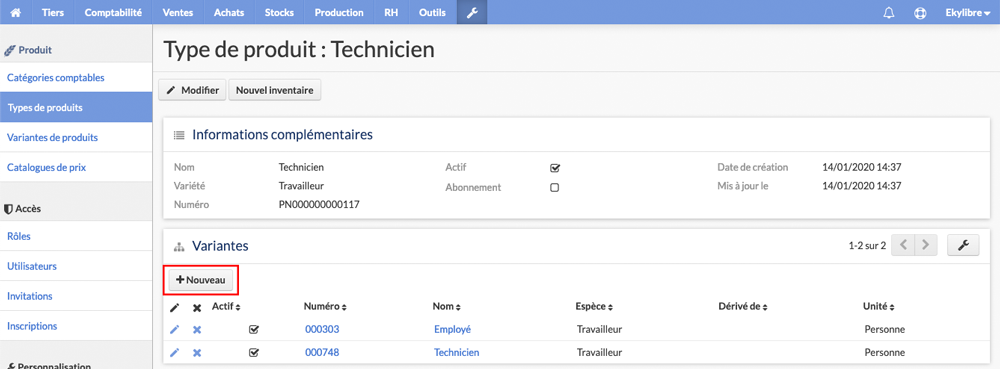 Tiers Comptabilité Ventes Achats Stocks Production RH Outils Ekylibre
Produit
Catégories comptables
Types de produits
Variantes de produits
Catalogues de prix
Accès
Rôles
Utilisateurs
Invitations
Inscriptions
Personnalisation
Type de produit : Technicien
Modifier Nouvel inventaire
Informations complémentaires
Nom Technicien Actif Date de création 14/01/2020 14:37
Variété Travailleur Abonnement Mis à jour le 14/01/2020 14:37
Numéro PN000000000117
Variantes 1-2 sur 2
Nouveau
Actif Numéro Nom Espèce Dérivé de Unité
000303 Employé Travailleur Personne
000748 Technicien Travailleur Personne